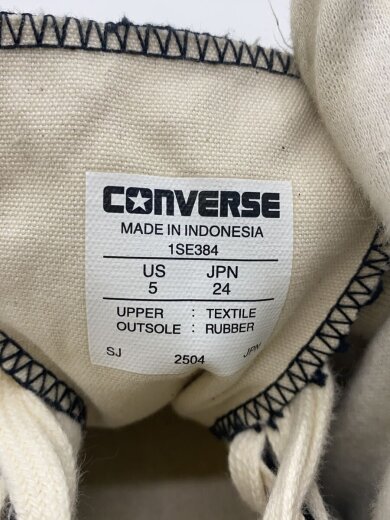 CONVERSE
MADE IN INDONESIA
1SE384
US JPN
5 24
UPPER : TEXTILE
OUTSOLE : RUBBER
SJ 2504 JPN